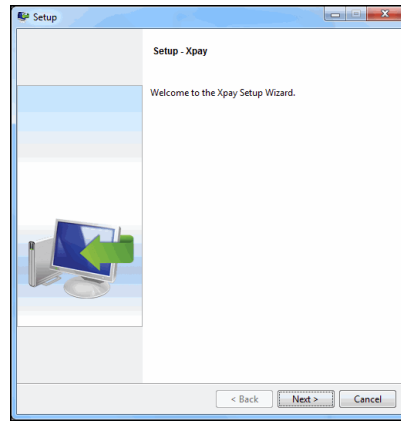 Setup
Setup - Xpay
Welcome to the Xpay Setup Wizard.
< Back
Next >
Cancel